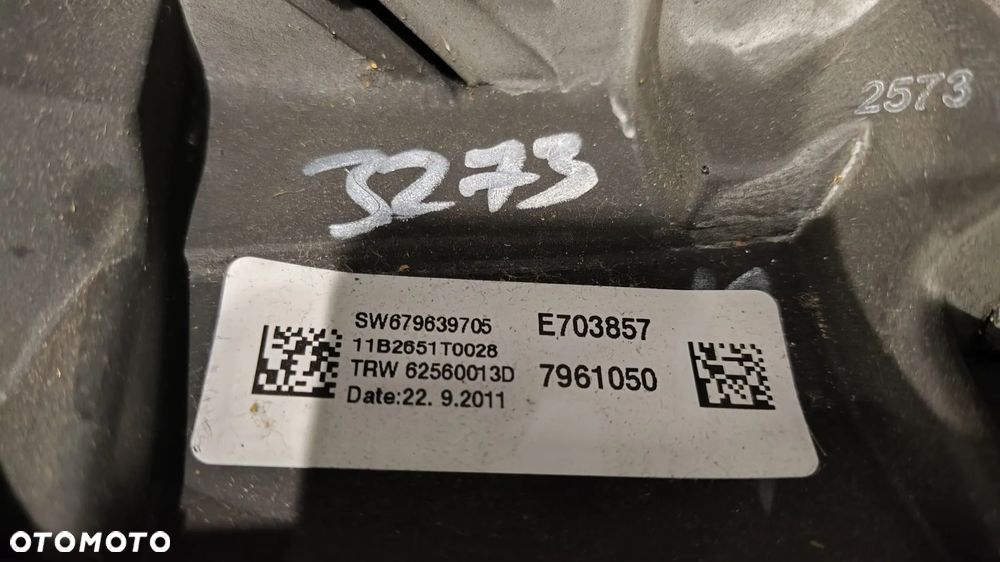 2573
3273
SW679639705
11B2651T0028
TRW 62560013D
Date:22. 9.2011
E703857
7961050
OTOMOTO